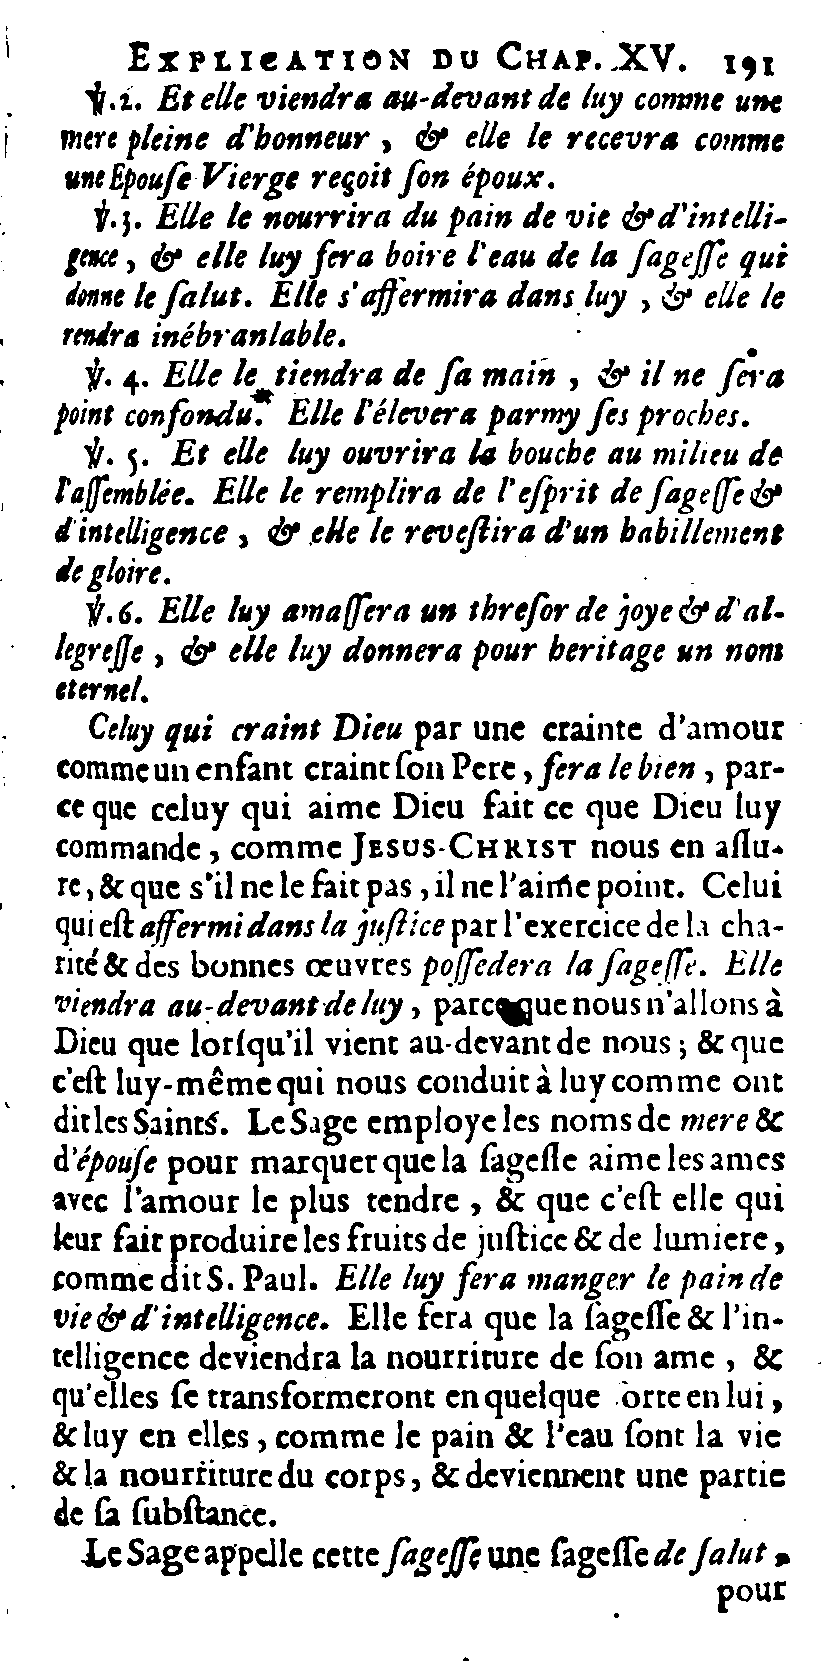 EXPLICATION DU CHAP. XV. 191
℣.2. Et elle viendra au-devant de luy comme une
mere pleine d'honneur, & elle le recevra comme
une Epouſe Vierge reçoit ſon époux.
℣.3. Elle le nourrira du pain de vie & d'intelli-
gence, & elle luy fera boire l'eau de la ſageſſe qui
donne le ſalut. Elle s'affermira dans luy, & elle le
rendra inébranlable.
℣. 4. Elle le tiendra de ſa main, & il ne ſera
point confondu. Elle l'élevera parmy ſes proches.
℣. 5. Et elle luy ouvrira la bouche au milieu de
l'aſſemblée. Elle le remplira de l'eſprit de ſageſſe &
d'intelligence, & elle le reveſtira d'un habillement
de gloire.
℣.6. Elle luy amaſſera un threſor de joye & d'al-
legreſſe, & elle luy donnera pour heritage un nom
eternel.
Celuy qui craint Dieu par une crainte d'amour
comme un enfant craint ſon Pere, fera le bien, par-
ce que celuy qui aime Dieu fait ce que Dieu luy
commande, comme JESUS-CHRIST nous en aſſu-
re, & que s'il ne le fait pas, il ne l'aime point. Celui
qui eſt affermi dans la juſtice par l'exercice de la cha-
rité & des bonnes œuvres poſſedera la ſageſſe. Elle
viendra au-devant de luy, parce que nous n'allons à
Dieu que lorſqu'il vient au-devant de nous; & que
c'eſt luy-même qui nous conduit à luy comme ont
dit les Saints. Le Sage employe les noms de mere &
d'épouſe pour marquer que la ſageſſe aime les ames
avec l'amour le plus tendre, & que c'eſt elle qui
leur fait produire les fruits de juſtice & de lumiere,
comme dit S. Paul. Elle luy fera manger le pain de
vie & d'intelligence. Elle fera que la ſageſſe & l'in-
telligence deviendra la nourriture de ſon ame, &
qu'elles ſe transformeront en quelque orte en lui,
& luy en elles, comme le pain & l'eau ſont la vie
& la nourriture du corps, & deviennent une partie
de ſa ſubſtance.
Le Sage appelle cette ſageſſe une ſageſſe de ſalut,
pour